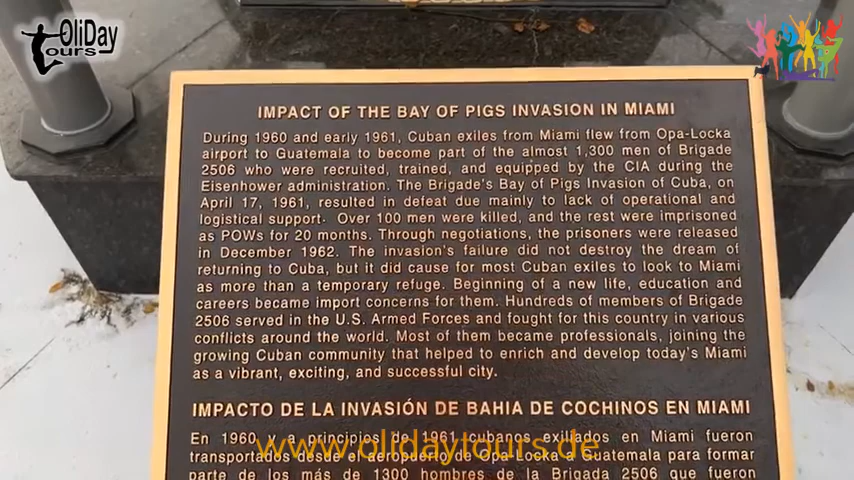 OliDay
tours
OliDay
IMPACT OF THE BAY OF PIGS INVASION IN MIAMI
During 1960 and early 1961, Cuban exiles from Miami flew from Opa-Locka
airport to Guatemala to become part of the almost 1,300 men of Brigade
2506 who were recruited, trained, and equipped by the CIA during the
Eisenhower administration. The Brigade's Bay of Pigs Invasion of Cuba, on
April 17, 1961, resulted in defeat due mainly to lack of operational and
logistical support. Over 100 men were killed, and the rest were imprisoned
as POWs for 20 months. Through negotiations, the prisoners were released
in December 1962. The invasion's failure did not destroy the dream of
returning to Cuba, but it did cause for most Cuban exiles to look to Miami
as more than a temporary refuge. Beginning of a new life, education and
careers became import concerns for them. Hundreds of members of Brigade
2506 served in the U.S. Armed Forces and fought for this country in various
conflicts around the world. Most of them became professionals, joining the
growing Cuban community that helped to enrich and develop today's Miami
as a vibrant, exciting, and successful city.
IMPACTO DE LA INVASIÓN DE BAHIA DE COCHINOS EN MIAMI
En 1960 y a principios de 1961 cubanos exiliados en Miami fueron
www.olidaytours.de
transportados desde el aeropuerto de Opa-Locka a Guatemala para formar
parte de los más de 1300 hombres de la Brigada 2506 que fueron